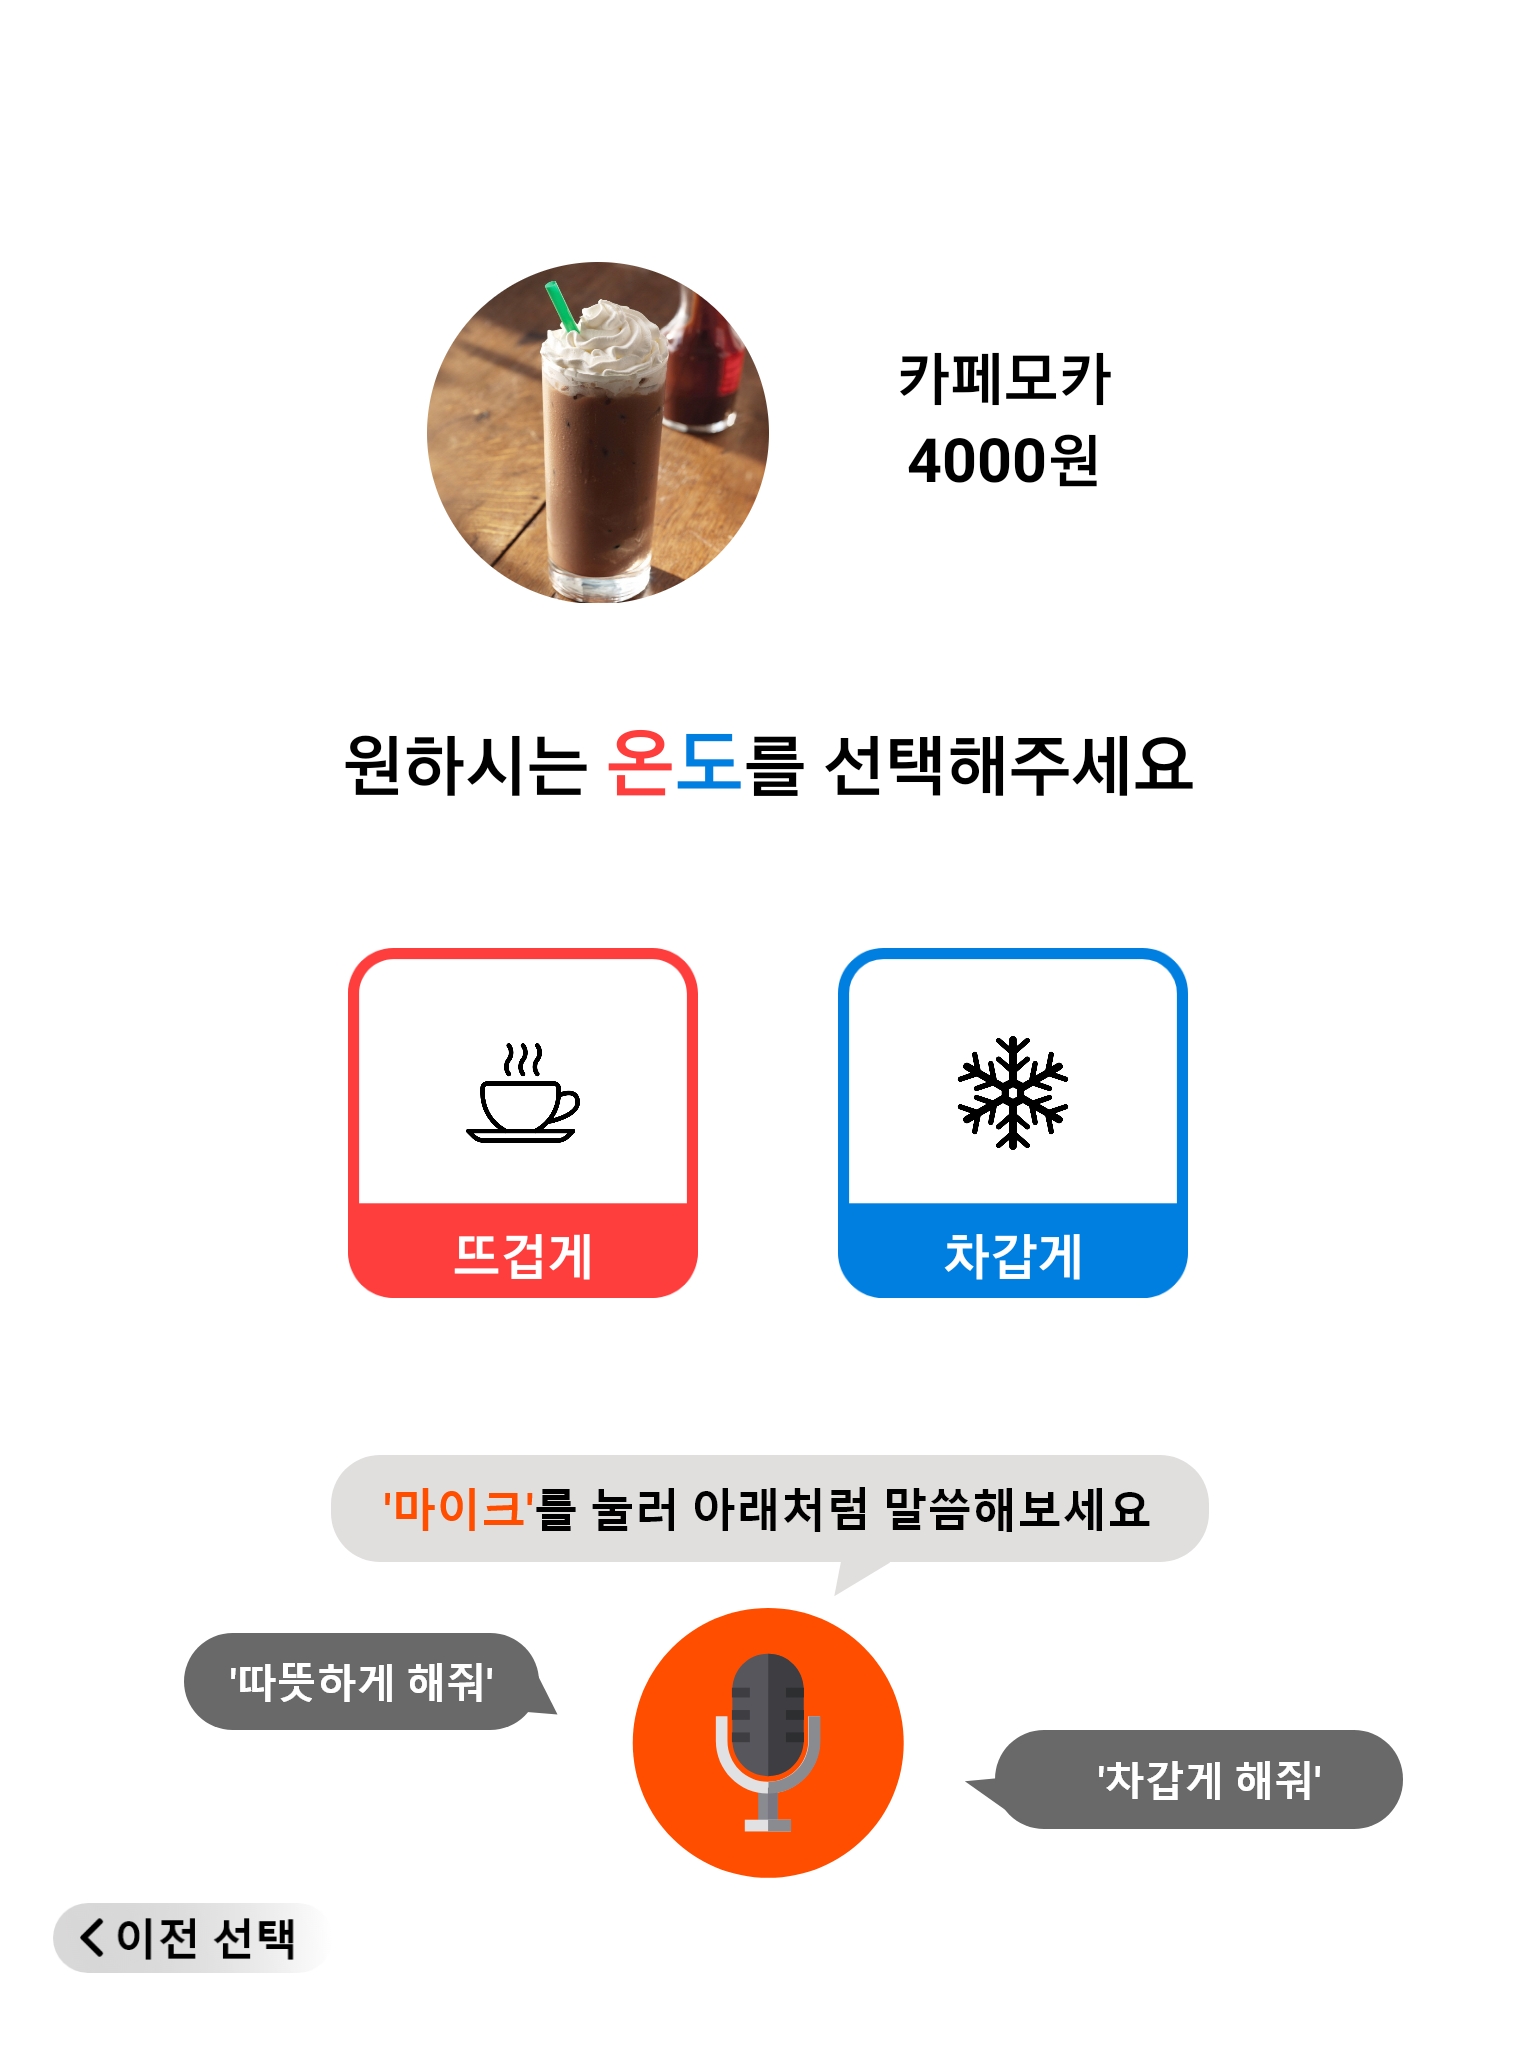 카페모카
4000원
원하시는 온도를 선택해주세요
뜨겁게
차갑게
'마이크'를 눌러 아래처럼 말씀해보세요
'따뜻하게 해줘'
'차갑게 해줘'
이전 선택